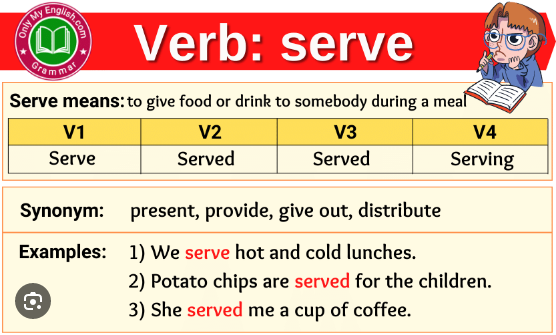 Only My English.com
Grammar
Verb: serve
Serve means: to give food or drink to somebody during a meal
V1 V2 V3 V4
Serve Served Served Serving
Synonym: present, provide, give out, distribute
Examples: 1) We serve hot and cold lunches.
2) Potato chips are served for the children.
3) She served me a cup of coffee.